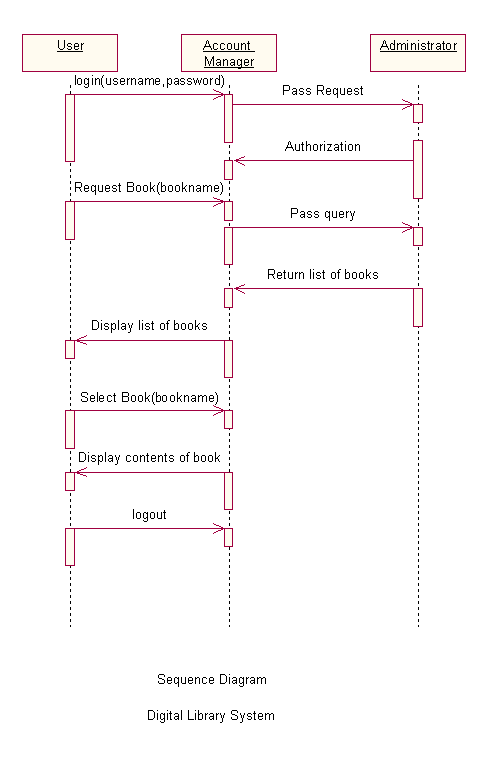 User
Account
Manager
Administrator
login(username,password)
Pass Request
Authorization
Request Book(bookname)
Pass query
Return list of books
Display list of books
Select Book(bookname)
Display contents of book
logout
Sequence Diagram
Digital Library System